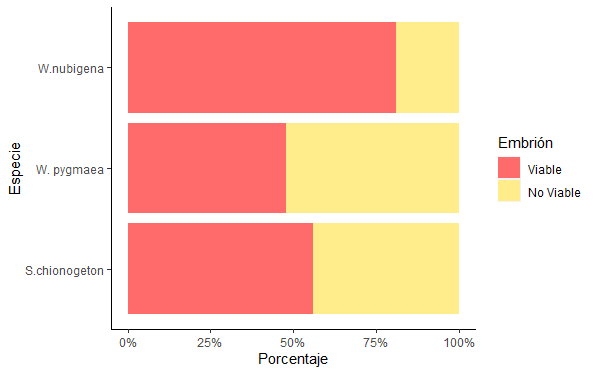 W.nubigena
W. pygmaea
S.chionogeton
Especie
0%
25%
50%
75%
100%
Porcentaje
Embrión
Viable
No Viable